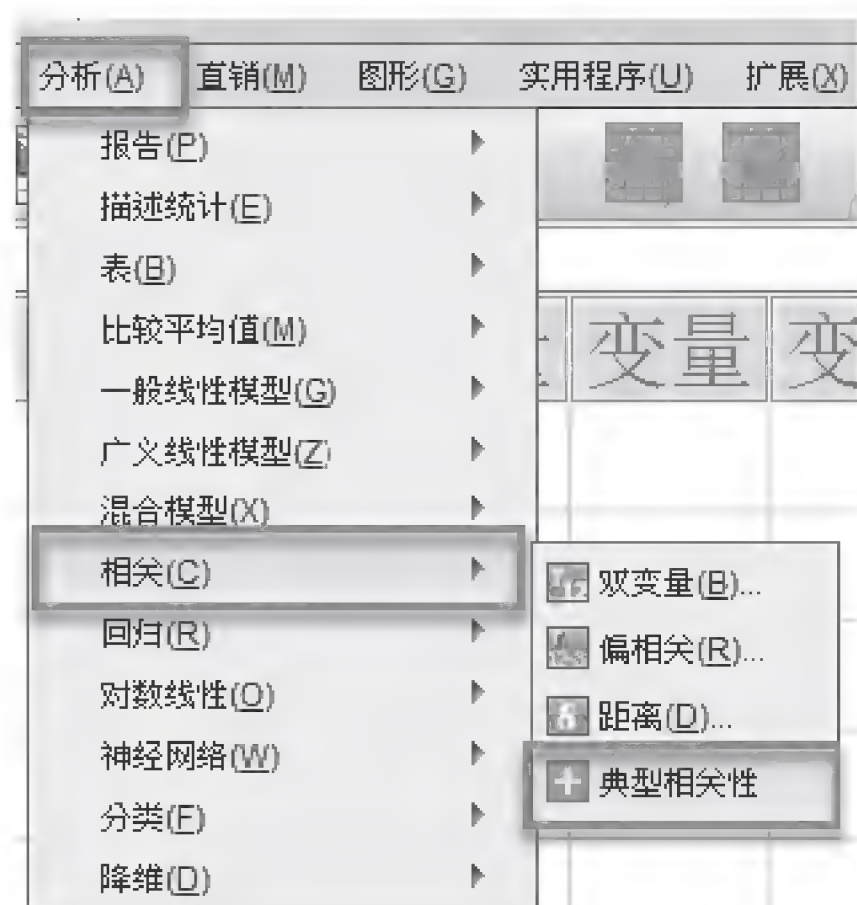 分析(A) 直销(M) 图形(G) 实用程序(U) 扩展(X)
报告(P)
描述统计(E)
表(B)
比较平均值(M)
一般线性模型(G)
广义线性模型(Z)
混合模型(X)
相关(C)
回归(R)
对数线性(O)
神经网络(W)
分类(F)
降维(D)
变量 变
双变量(B)...
偏相关(R)...
距离(D)...
典型相关性